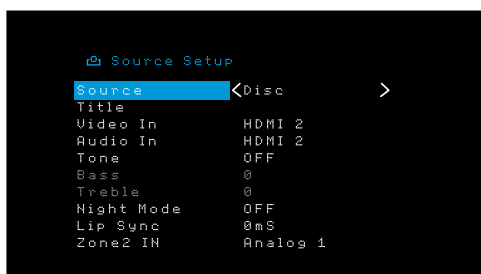 Source Setup
Source Disc
Title
Video In HDMI 2
Audio In HDMI 2
Tone OFF
Bass 0
Treble 0
Night Mode OFF
Lip Sync 0mS
Zone2 IN Analog 1